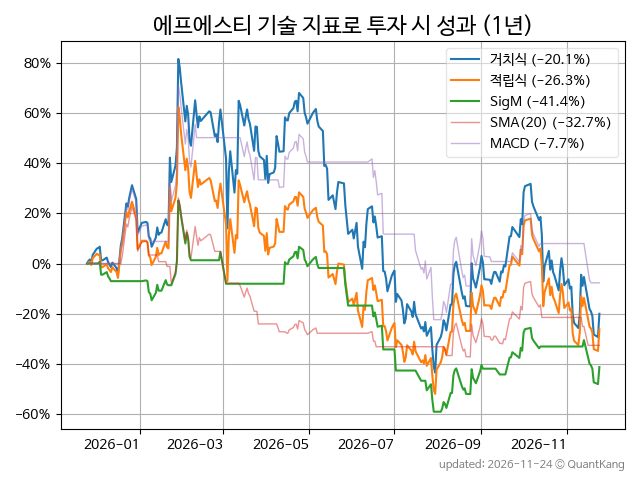 에프에스티 기술 지표로 투자 시 성과 (1년)
거치식 (−20.1%)
적립식 (−26.3%)
SigM (−41.4%)
SMA(20) (−32.7%)
MACD (−7.7%)
80%
60%
40%
20%
0%
−20%
−40%
−60%
2026−01 2026−03 2026−05 2026−07 2026−09 2026−11
updated: 2026−11−24 © QuantKang